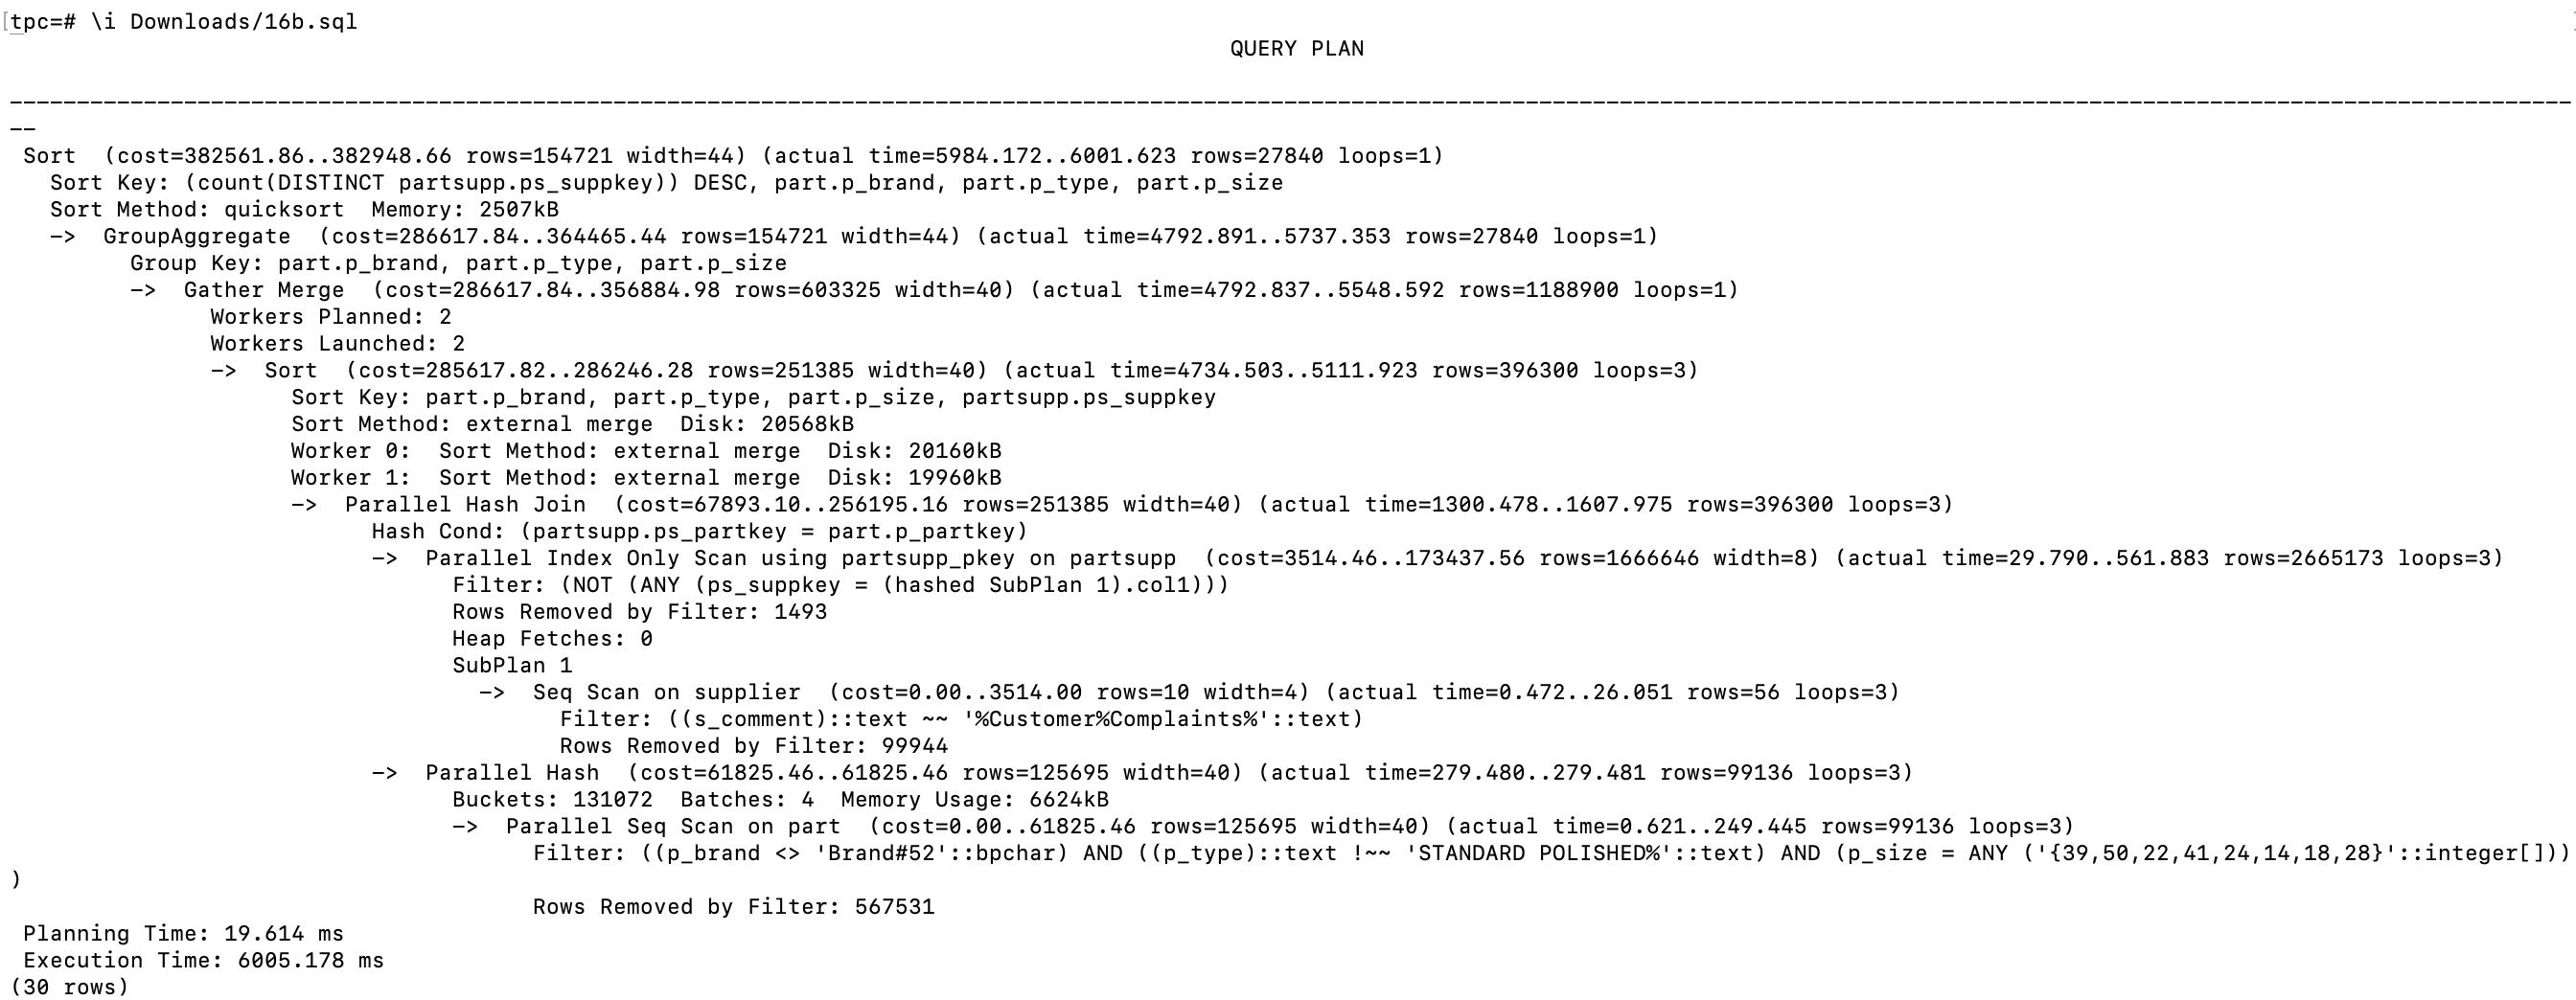 [tpc=# \i Downloads/16b.sql
QUERY PLAN
------------------------------------------------------------------------------------------------------------------------------------------------------------------------------------------------
--
 Sort  (cost=382561.86..382948.66 rows=154721 width=44) (actual time=5984.172..6001.623 rows=27840 loops=1)
   Sort Key: (count(DISTINCT partsupp.ps_suppkey)) DESC, part.p_brand, part.p_type, part.p_size
   Sort Method: quicksort  Memory: 2507kB
   ->  GroupAggregate  (cost=286617.84..364465.44 rows=154721 width=44) (actual time=4792.891..5737.353 rows=27840 loops=1)
         Group Key: part.p_brand, part.p_type, part.p_size
         ->  Gather Merge  (cost=286617.84..356884.98 rows=603325 width=40) (actual time=4792.837..5548.592 rows=1188900 loops=1)
               Workers Planned: 2
               Workers Launched: 2
               ->  Sort  (cost=285617.82..286246.28 rows=251385 width=40) (actual time=4734.503..5111.923 rows=396300 loops=3)
                     Sort Key: part.p_brand, part.p_type, part.p_size, partsupp.ps_suppkey
                     Sort Method: external merge  Disk: 20568kB
                     Worker 0:  Sort Method: external merge  Disk: 20160kB
                     Worker 1:  Sort Method: external merge  Disk: 19960kB
                     ->  Parallel Hash Join  (cost=67893.10..256195.16 rows=251385 width=40) (actual time=1300.478..1607.975 rows=396300 loops=3)
                           Hash Cond: (partsupp.ps_partkey = part.p_partkey)
                           ->  Parallel Index Only Scan using partsupp_pkey on partsupp  (cost=3514.46..173437.56 rows=1666646 width=8) (actual time=29.790..561.883 rows=2665173 loops=3)
                                 Filter: (NOT (ANY (ps_suppkey = (hashed SubPlan 1).col1)))
                                 Rows Removed by Filter: 1493
                                 Heap Fetches: 0
                                 SubPlan 1
                                   ->  Seq Scan on supplier  (cost=0.00..3514.00 rows=10 width=4) (actual time=0.472..26.051 rows=56 loops=3)
                                         Filter: ((s_comment)::text ~~ '%Customer%Complaints%'::text)
                                         Rows Removed by Filter: 99944
                           ->  Parallel Hash  (cost=61825.46..61825.46 rows=125695 width=40) (actual time=279.480..279.481 rows=99136 loops=3)
                                 Buckets: 131072  Batches: 4  Memory Usage: 6624kB
                                 ->  Parallel Seq Scan on part  (cost=0.00..61825.46 rows=125695 width=40) (actual time=0.621..249.445 rows=99136 loops=3)
                                       Filter: ((p_brand <> 'Brand#52'::bpchar) AND ((p_type)::text !~~ 'STANDARD POLISHED%'::text) AND (p_size = ANY ('{39,50,22,41,24,14,18,28}'::integer[]))
)
                                       Rows Removed by Filter: 567531
 Planning Time: 19.614 ms
 Execution Time: 6005.178 ms
(30 rows)